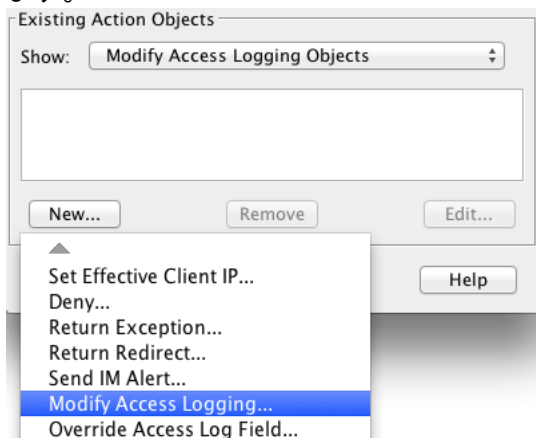 Existing Action Objects
Show: Modify Access Logging Objects
New... Remove Edit...
Set Effective Client IP...
Help
Deny...
Return Exception...
Return Redirect...
Send IM Alert...
Modify Access Logging...
Override Access Log Field...